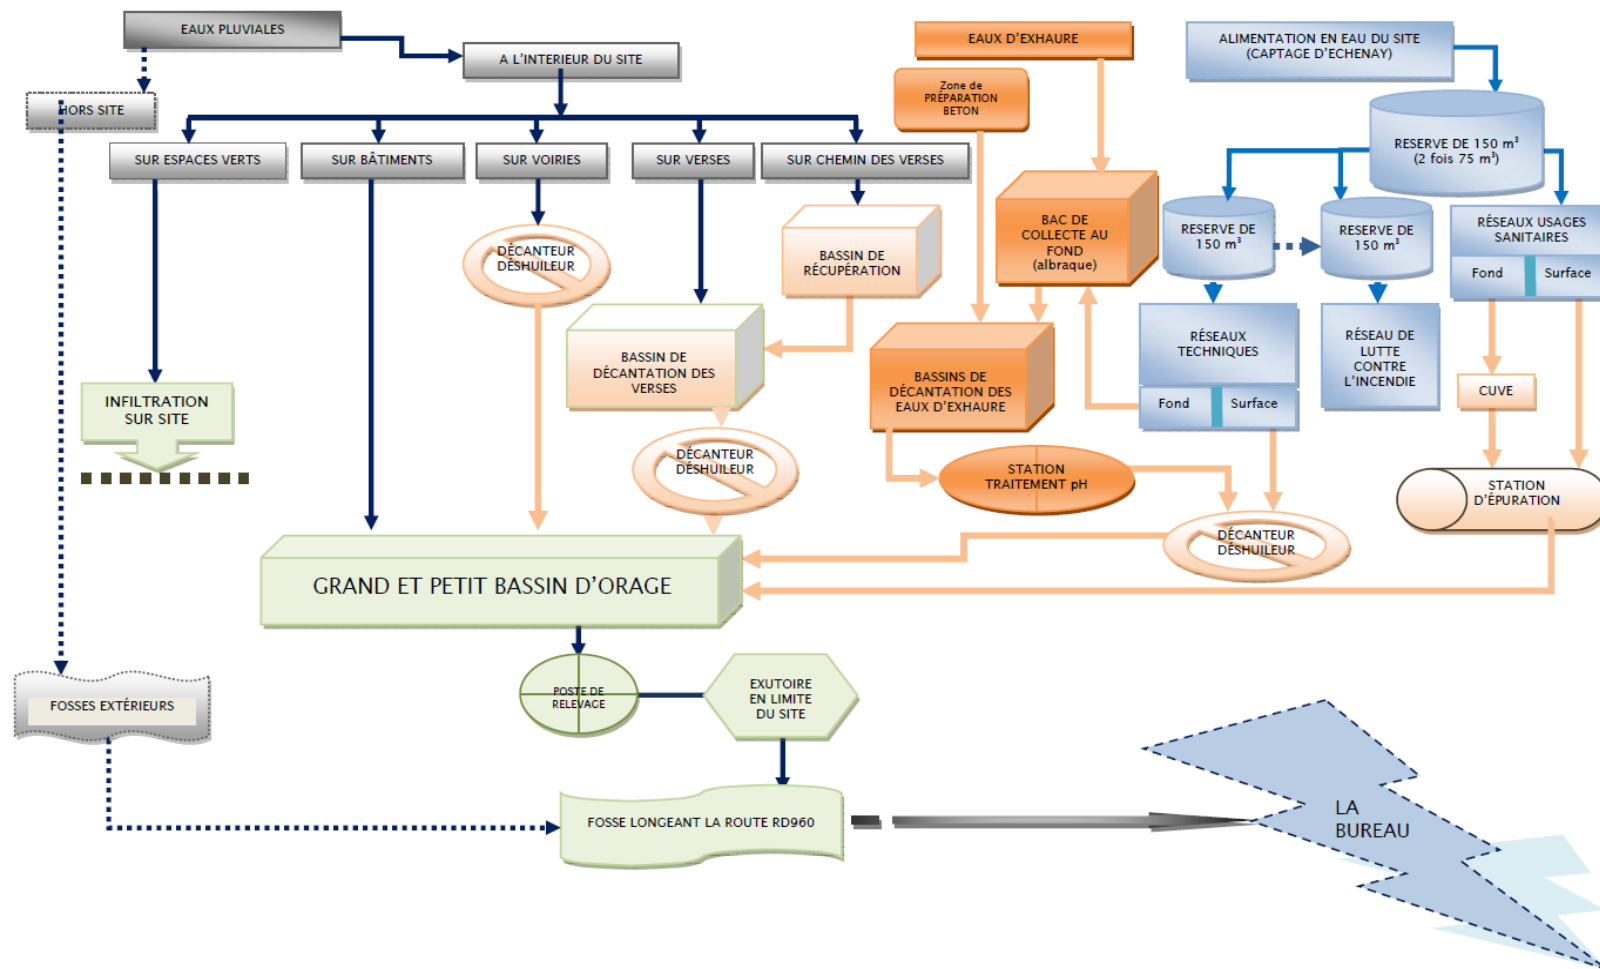 EAUX PLUVIALES
A L'INTERIEUR DU SITE
EAUX D'EXHAURE
ALIMENTATION EN EAU DU SITE
(CAPTAGE D'ECHENAY)
HORS SITE
Zone de
PRÉPARATION
BETON
RESERVE DE 150 m³
(2 fois 75 m³)
SUR ESPACES VERTS
SUR BÂTIMENTS
SUR VOIRIES
SUR VERSES
SUR CHEMIN DES VERSES
DÉCANTEUR
DÉSHUILEUR
BASSIN DE
RÉCUPÉRATION
BAC DE
COLLECTE AU
FOND
(albraque)
RESERVE DE
150 m³
RESERVE DE
150 m³
RÉSEAUX USAGES
SANITAIRES
Fond
Surface
BASSIN DE
DÉCANTATION DES
VERSES
BASSINS DE
DÉCANTATION DES
EAUX D'EXHAURE
RÉSEAUX
TECHNIQUES
Fond
Surface
RÉSEAU DE
LUTTE
CONTRE
L'INCENDIE
CUVE
INFILTRATION
SUR SITE
DÉCANTEUR
DÉSHUILEUR
STATION
TRAITEMENT pH
STATION
D'ÉPURATION
DÉCANTEUR
DÉSHUILEUR
GRAND ET PETIT BASSIN D'ORAGE
POSTE DE
RELEVAGE
EXUTOIRE
EN LIMITE
DU SITE
FOSSES EXTÉRIEURS
FOSSE LONGEANT LA ROUTE RD960
LA
BUREAU